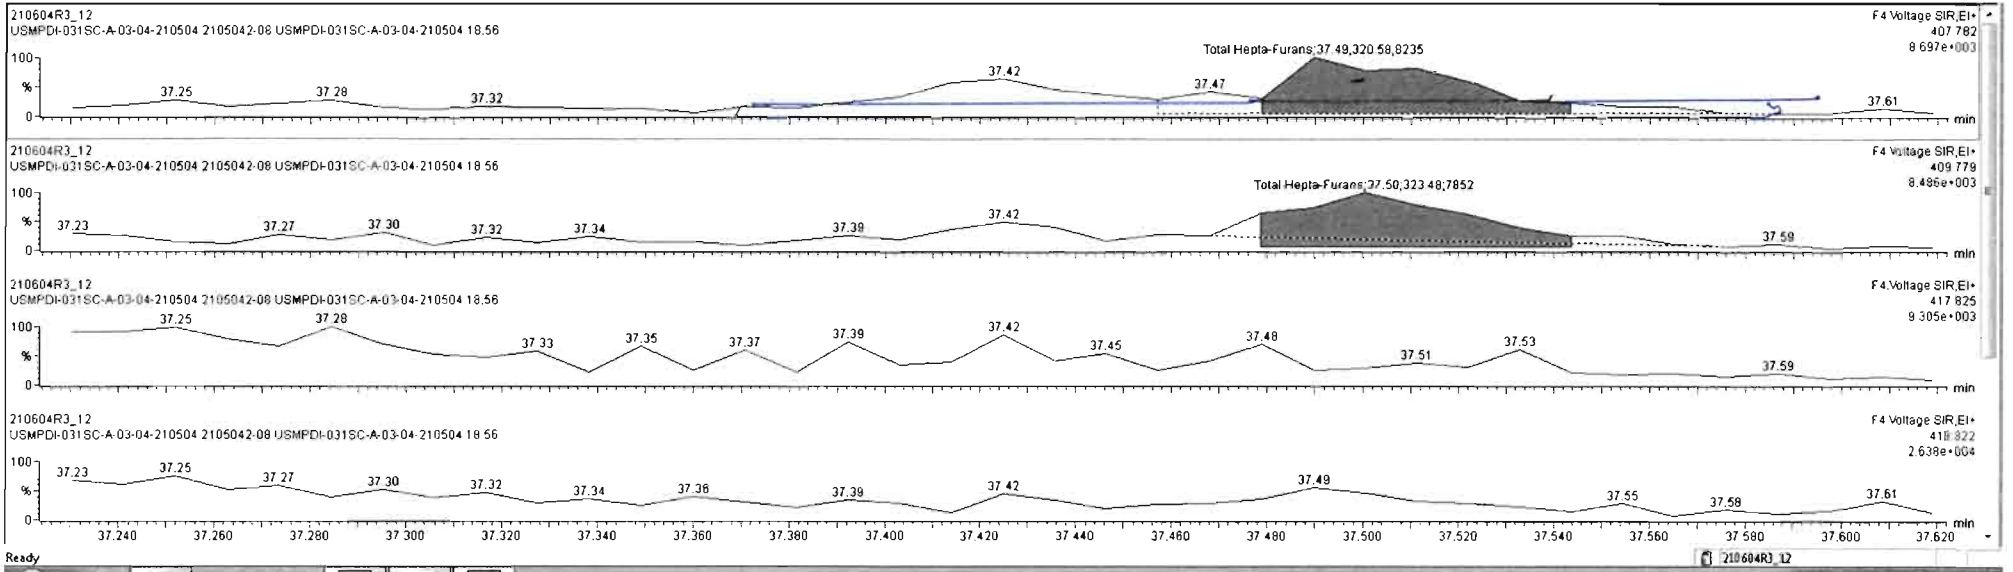 210604R3_12
USMPDI-031SC-A-03-04-210504 2105042-08 USMPDI-031SC-A-03-04-210504 18.56
F4 Voltage SIR,EI+
407 782
8 697e+003
Total Hepta-Furans;37.49,320 58,8235
100
%
0
37.25
37.28
37.32
37.42
37.47
37.61
min
210604R3_12
USMPDI-031SC-A-03-04-210504 2105042-08 USMPDI-031SC-A-03-04-210504 18 56
F4 Voltage SIR,EI+
409 779
8.486e+003
Total Hepta-Furans;37.50;323 48;7852
100
%
0
37.23
37.27
37 30
37.32
37.34
37.39
37.42
37.59
min
210604R3_12
USMPDI-031SC-A-03-04-210504 2105042-08 USMPDI-031SC-A-03-04-210504 18.56
F4.Voltage SIR,EI+
417 825
9 305e+003
100
%
0
37.25
37 28
37 33
37.35
37.37
37.39
37.42
37.45
37.48
37.51
37.53
37.59
min
210604R3_12
USMPDI-031SC-A-03-04-210504 2105042-08 USMPDI-031SC-A-03-04-210504 18 56
F4 Voltage SIR,EI+
2.638e+004
100
%
0
37.23
37.25
37 27
37 30
37.32
37.34
37.36
37.39
37 42
37.49
37.55
37.58
37.61
min
37.240 37.260 37.280 37.300 37.320 37.340 37.360 37.380 37.400 37.420 37.440 37.460 37.480 37.500 37.520 37.540 37.560 37.580 37.600 37.620
Ready
210604R3_12